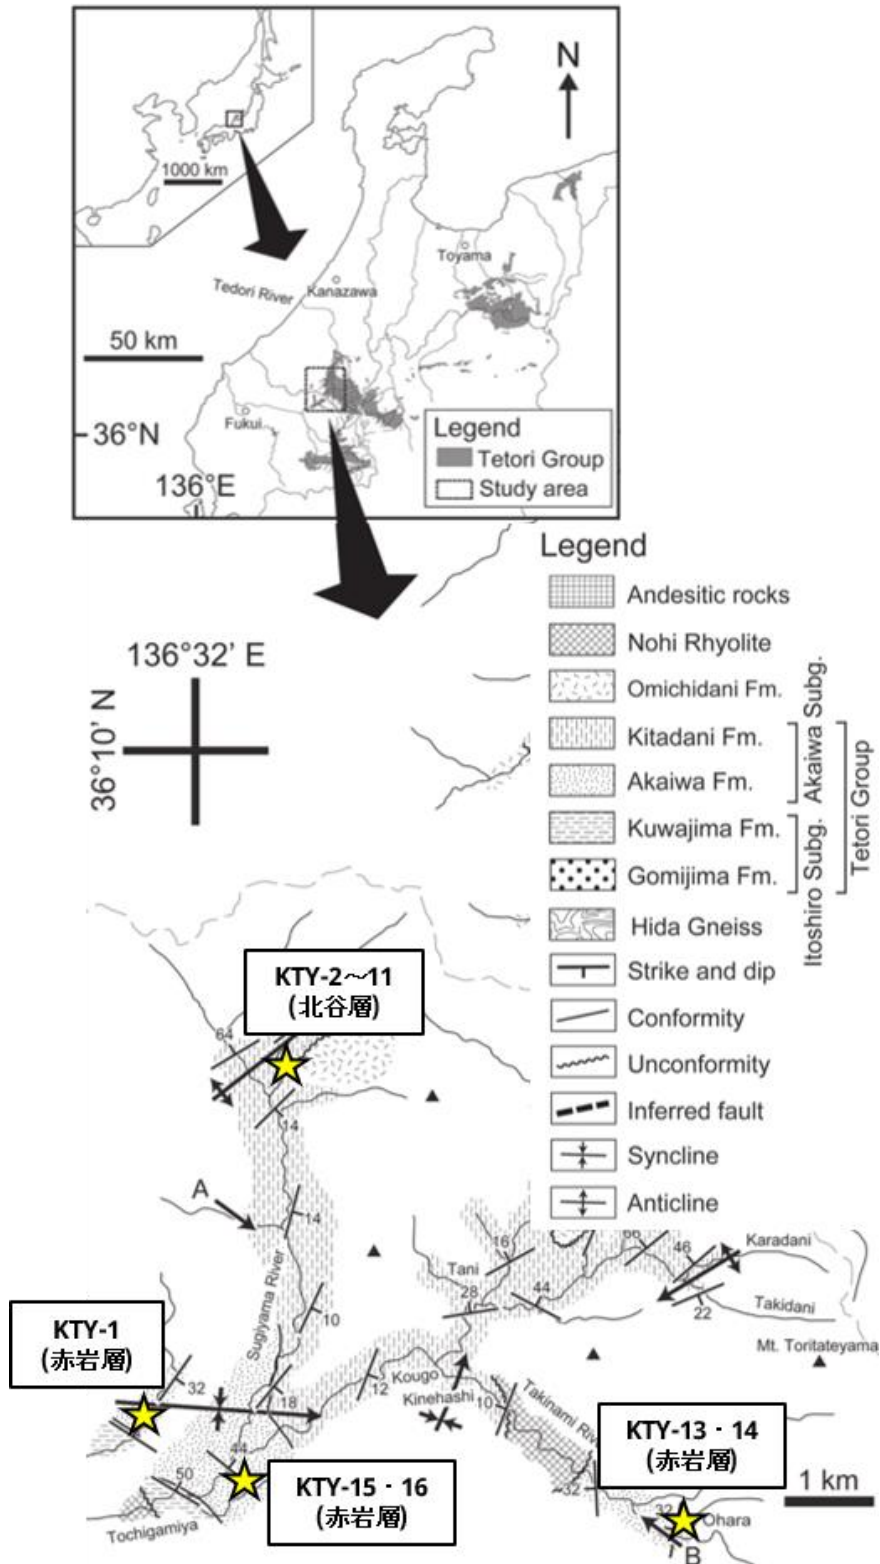 N
1000 km
Toyama
Tedori River
Kanazawa
50 km
Fukui
36°N
136°E
Legend
Tetori Group
Study area
Legend
Andesitic rocks
Nohi Rhyolite
Omichidani Fm.
Kitadani Fm.
Akaiwa Fm.
Kuwajima Fm.
Gomijima Fm.
Hida Gneiss
Strike and dip
Conformity
Unconformity
Inferred fault
Syncline
Anticline
Akaiwa Subg.
Itoshiro Subg.
Tetori Group
136°32' E
36°10' N
KTY-2～11
(北谷層)
64
14
A
14
Sugiyama River
10
16
66
46
Karadani
Tani
28
44
22
Takidani
Mt. Toritateyama
KTY-1
(赤岩層)
32
18
12
Kougo
Kinehashi
10
Takinami
KTY-13・14
(赤岩層)
44
50
KTY-15・16
(赤岩層)
32
1 km
32
Ohara
Tochigamiya
B